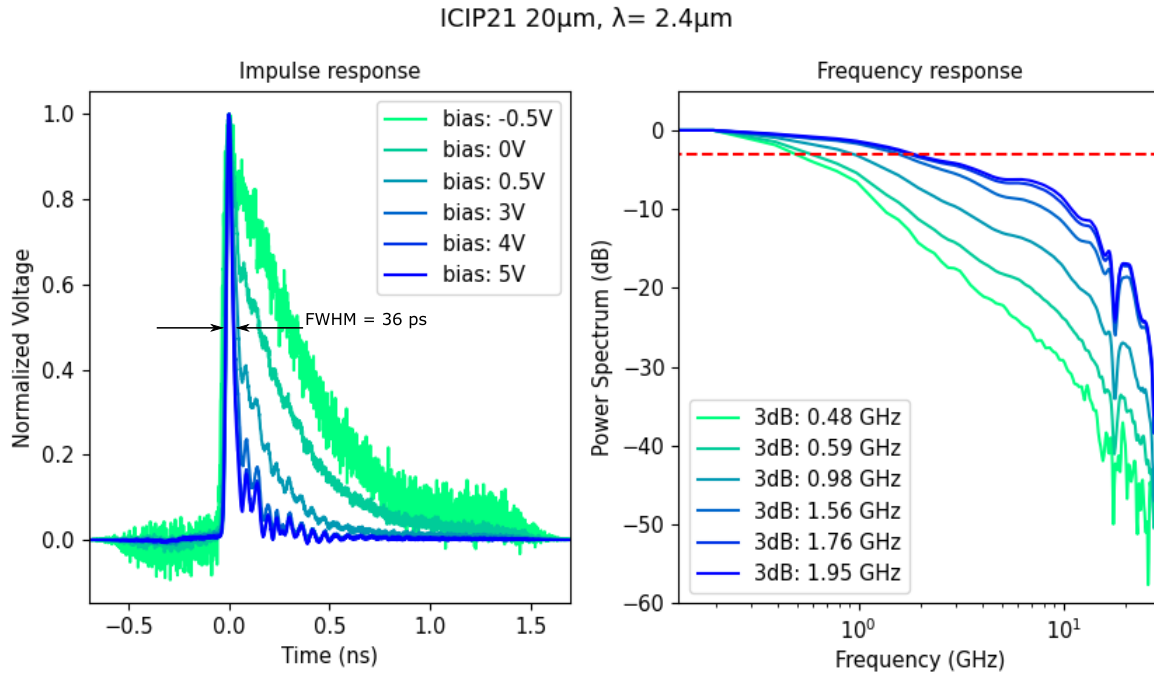 ICIP21 20μm, λ= 2.4μm
Impulse response
Normalized Voltage
1.0
0.8
0.6
0.4
0.2
0.0
bias: -0.5V
bias: 0V
bias: 0.5V
bias: 3V
bias: 4V
bias: 5V
FWHM = 36 ps
−0.5
0.0
0.5
1.0
1.5
Time (ns)
Frequency response
Power Spectrum (dB)
0
−10
−20
−30
−40
−50
−60
3dB: 0.48 GHz
3dB: 0.59 GHz
3dB: 0.98 GHz
3dB: 1.56 GHz
3dB: 1.76 GHz
3dB: 1.95 GHz
10⁰
10¹
Frequency (GHz)